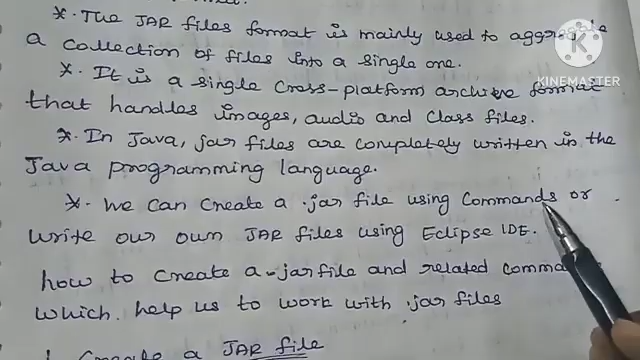 *. The JAR files format is mainly used to aggregate
a collection of files into a single one.
*. It is a single cross-platform archive format
that handles images, audio and class files.
*. In Java, jar files are completely written in the
Java programming language.
*. We can create a .jar file using Commands or
write our own JAR files using Eclipse IDE.
how to create a .jar file and related
which help us to work with .jar files
Create a JAR file
KINEMASTER